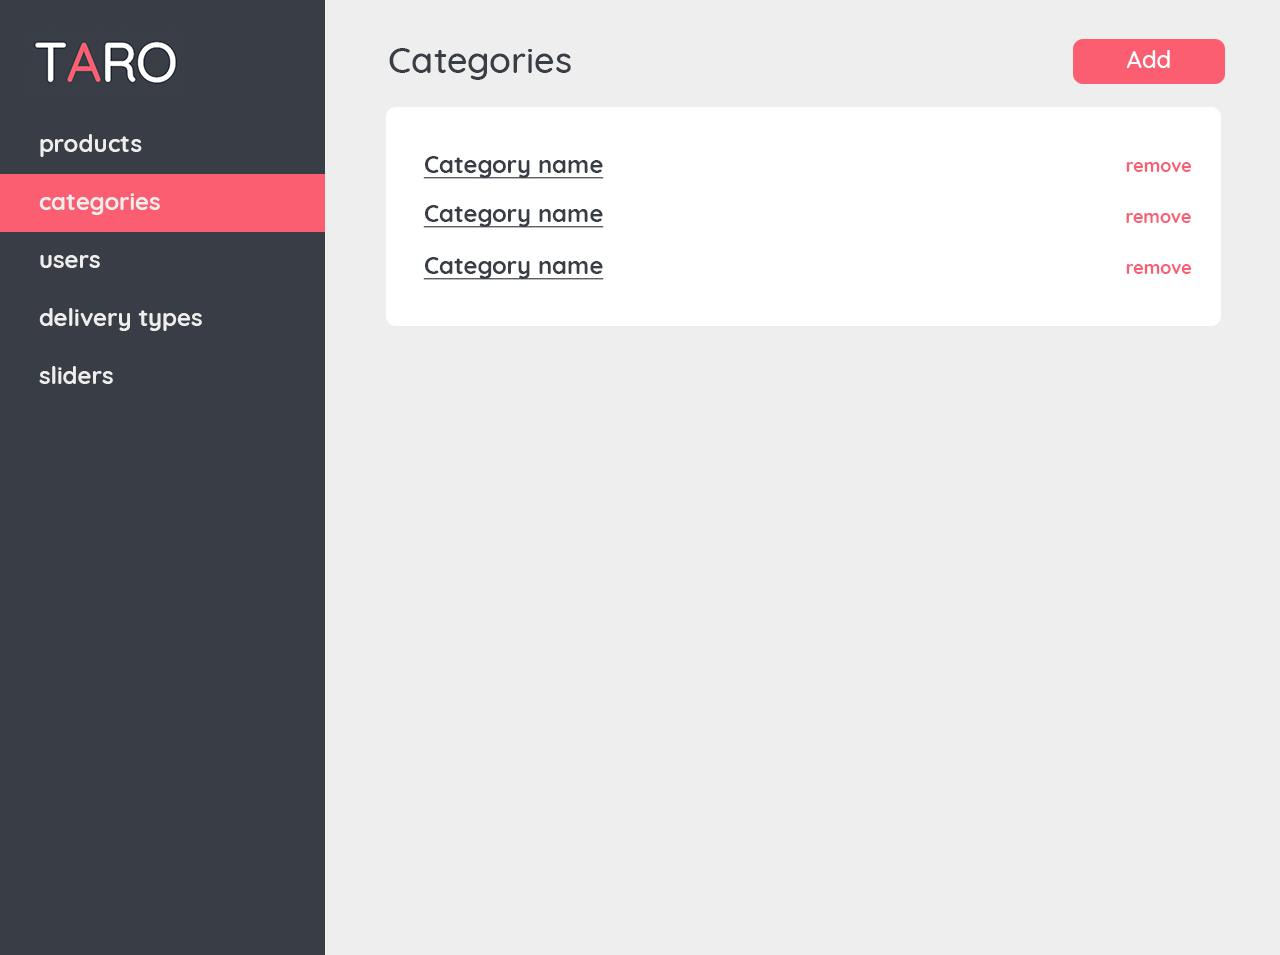 TARO
products
categories
users
delivery types
sliders
Categories
Add
Category name remove
Category name remove
Category name remove